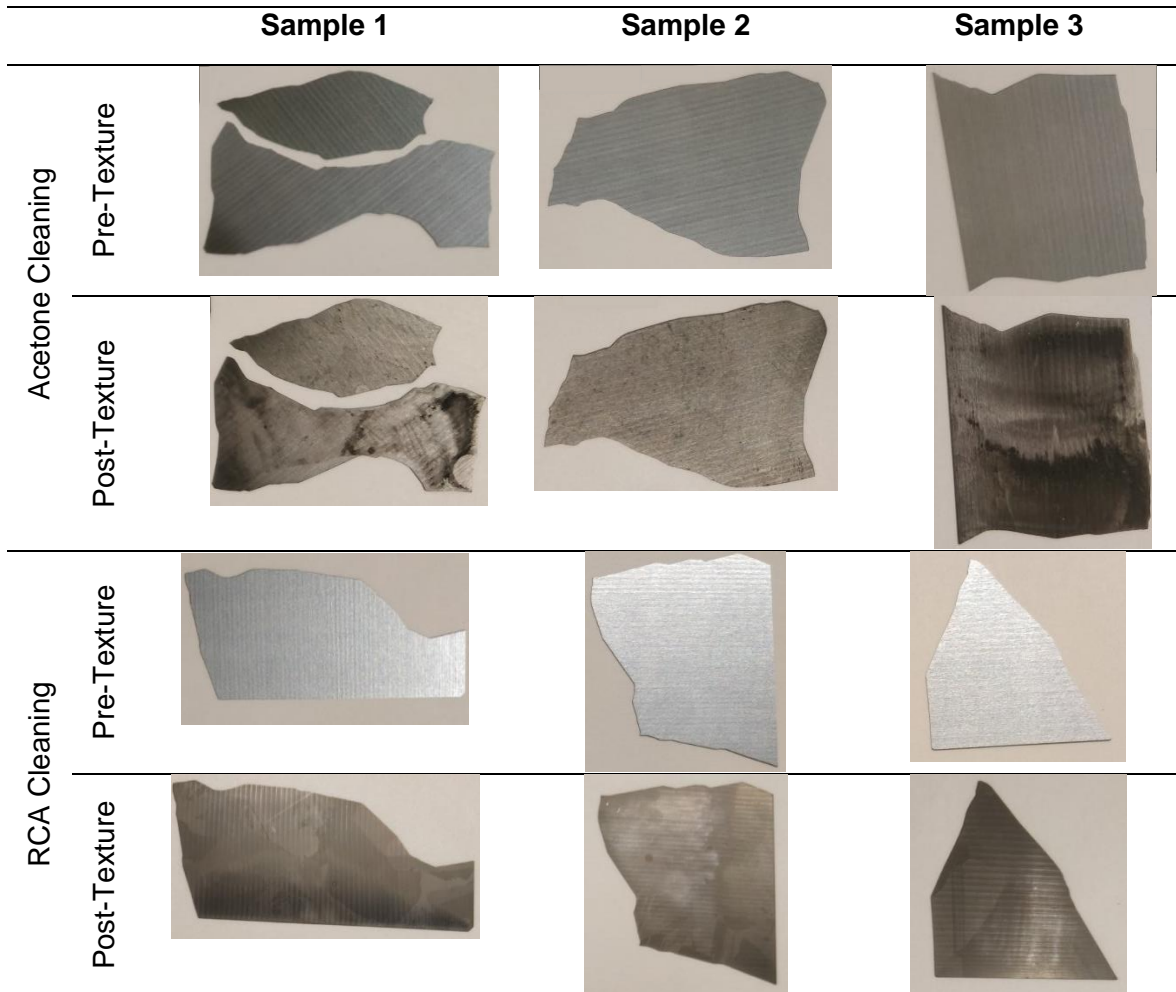 Sample 1 Sample 2 Sample 3
Acetone Cleaning
Pre-Texture
Post-Texture
RCA Cleaning
Pre-Texture
Post-Texture